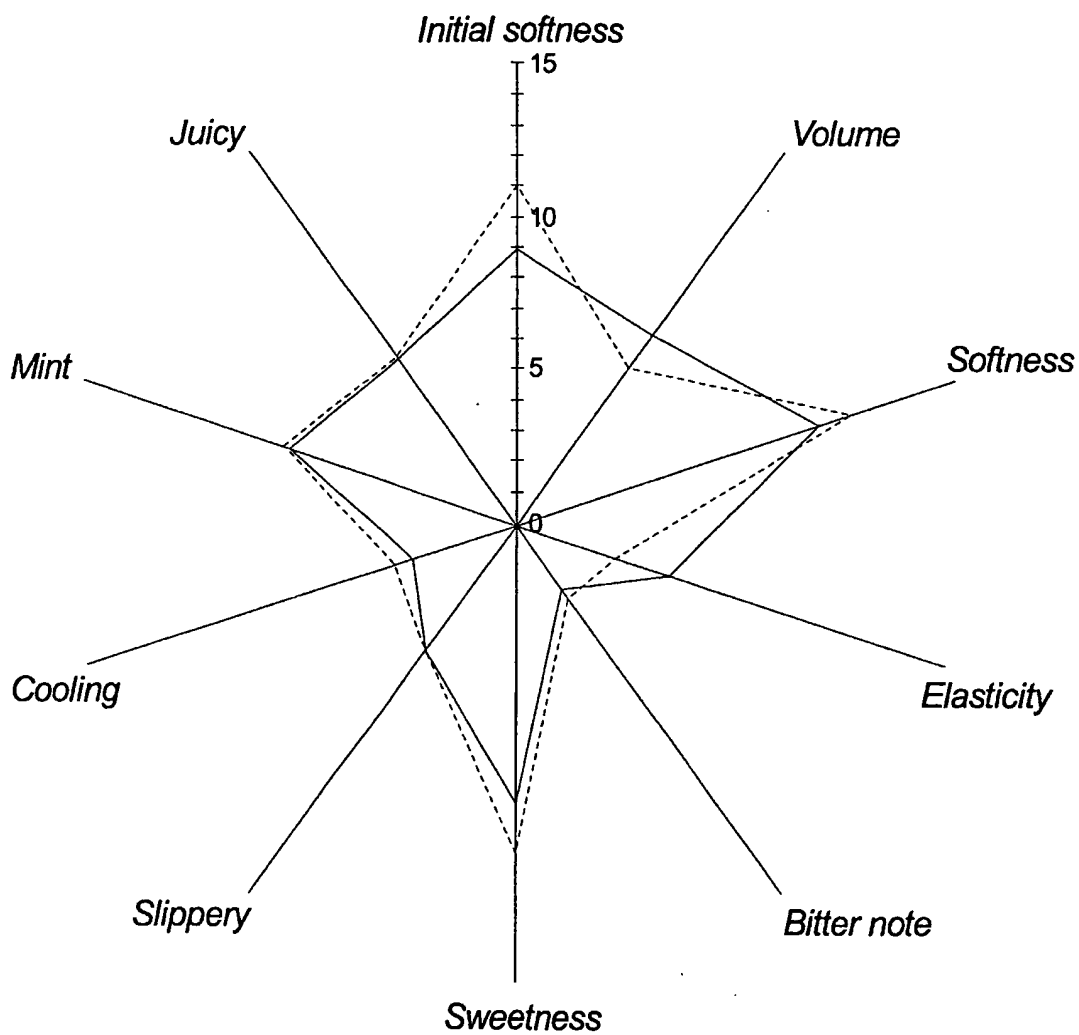 Initial softness
15
Juicy
Volume
10
Mint
Softness
5
0
Cooling
Elasticity
Slippery
Bitter note
Sweetness